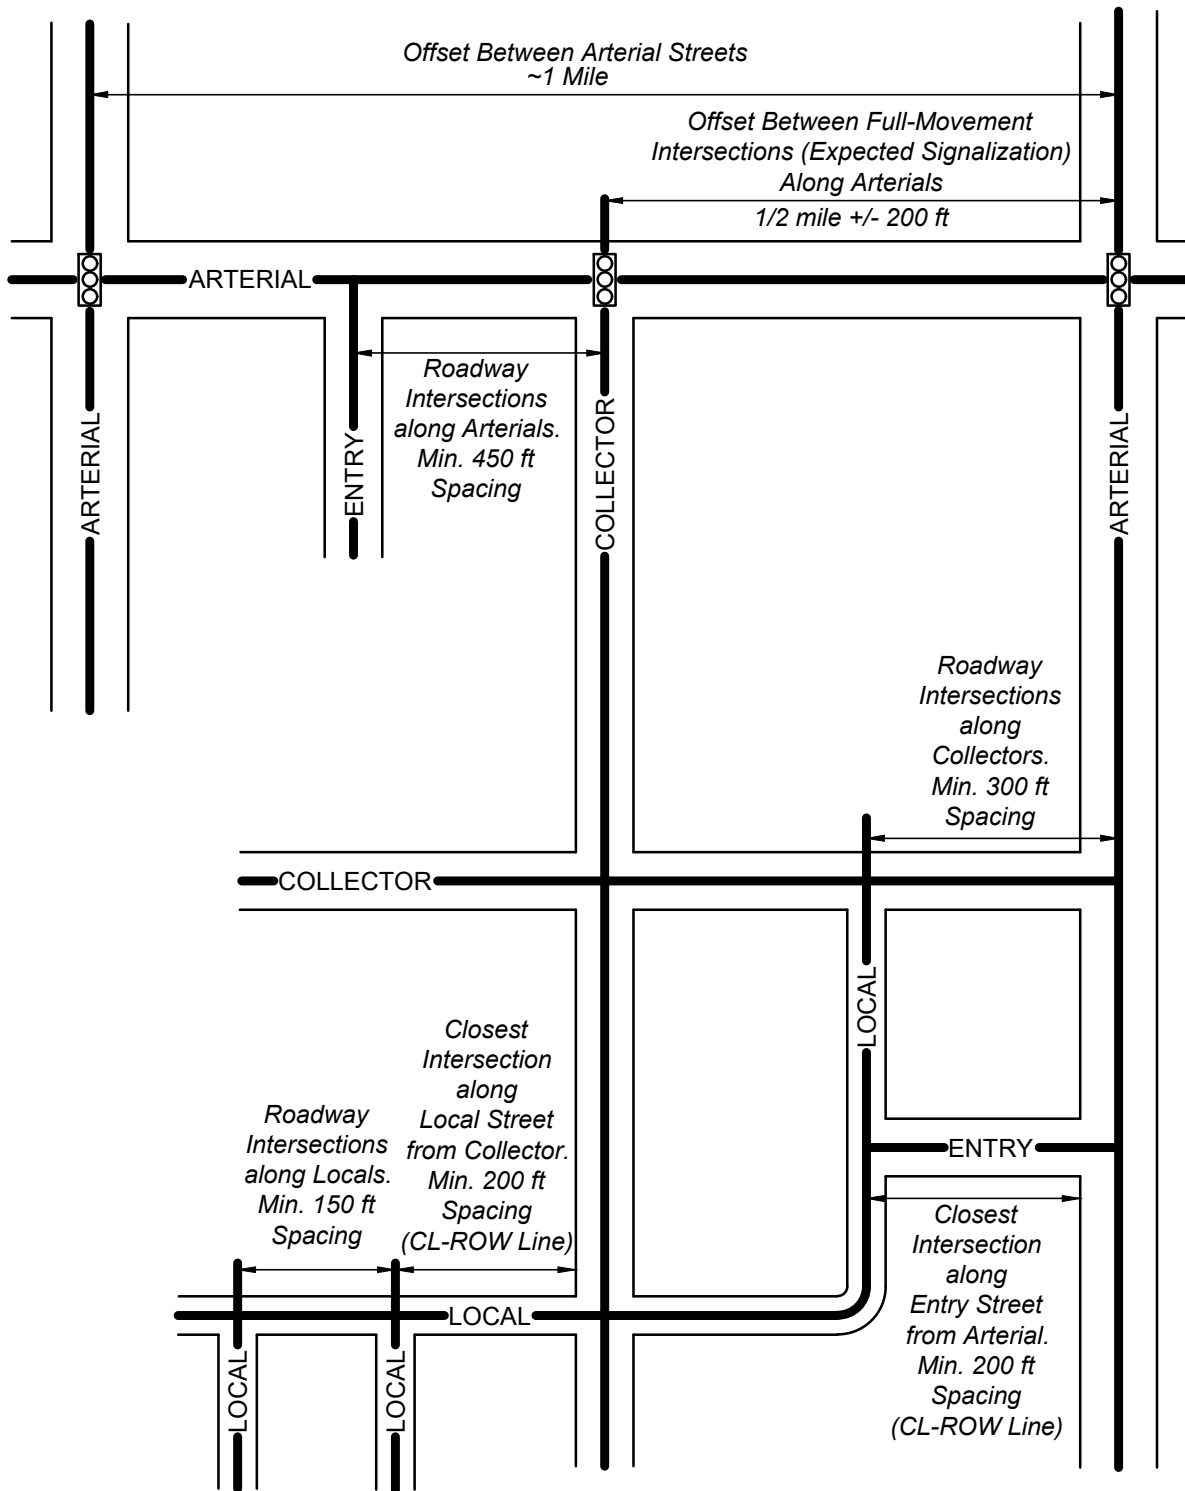 Offset Between Arterial Streets
~1 Mile
Offset Between Full-Movement
Intersections (Expected Signalization)
Along Arterials
1/2 mile +/- 200 ft
ARTERIAL
Roadway
Intersections
along Arterials.
Min. 450 ft
Spacing
ARTERIAL
ENTRY
COLLECTOR
ARTERIAL
Roadway
Intersections
along
Collectors.
Min. 300 ft
Spacing
COLLECTOR
LOCAL
Closest
Intersection
along
Local Street
from Collector.
Min. 200 ft
Spacing
(CL-ROW Line)
Roadway
Intersections
along Locals.
Min. 150 ft
Spacing
ENTRY
Closest
Intersection
along
Entry Street
from Arterial.
Min. 200 ft
Spacing
(CL-ROW Line)
LOCAL
LOCAL
LOCAL